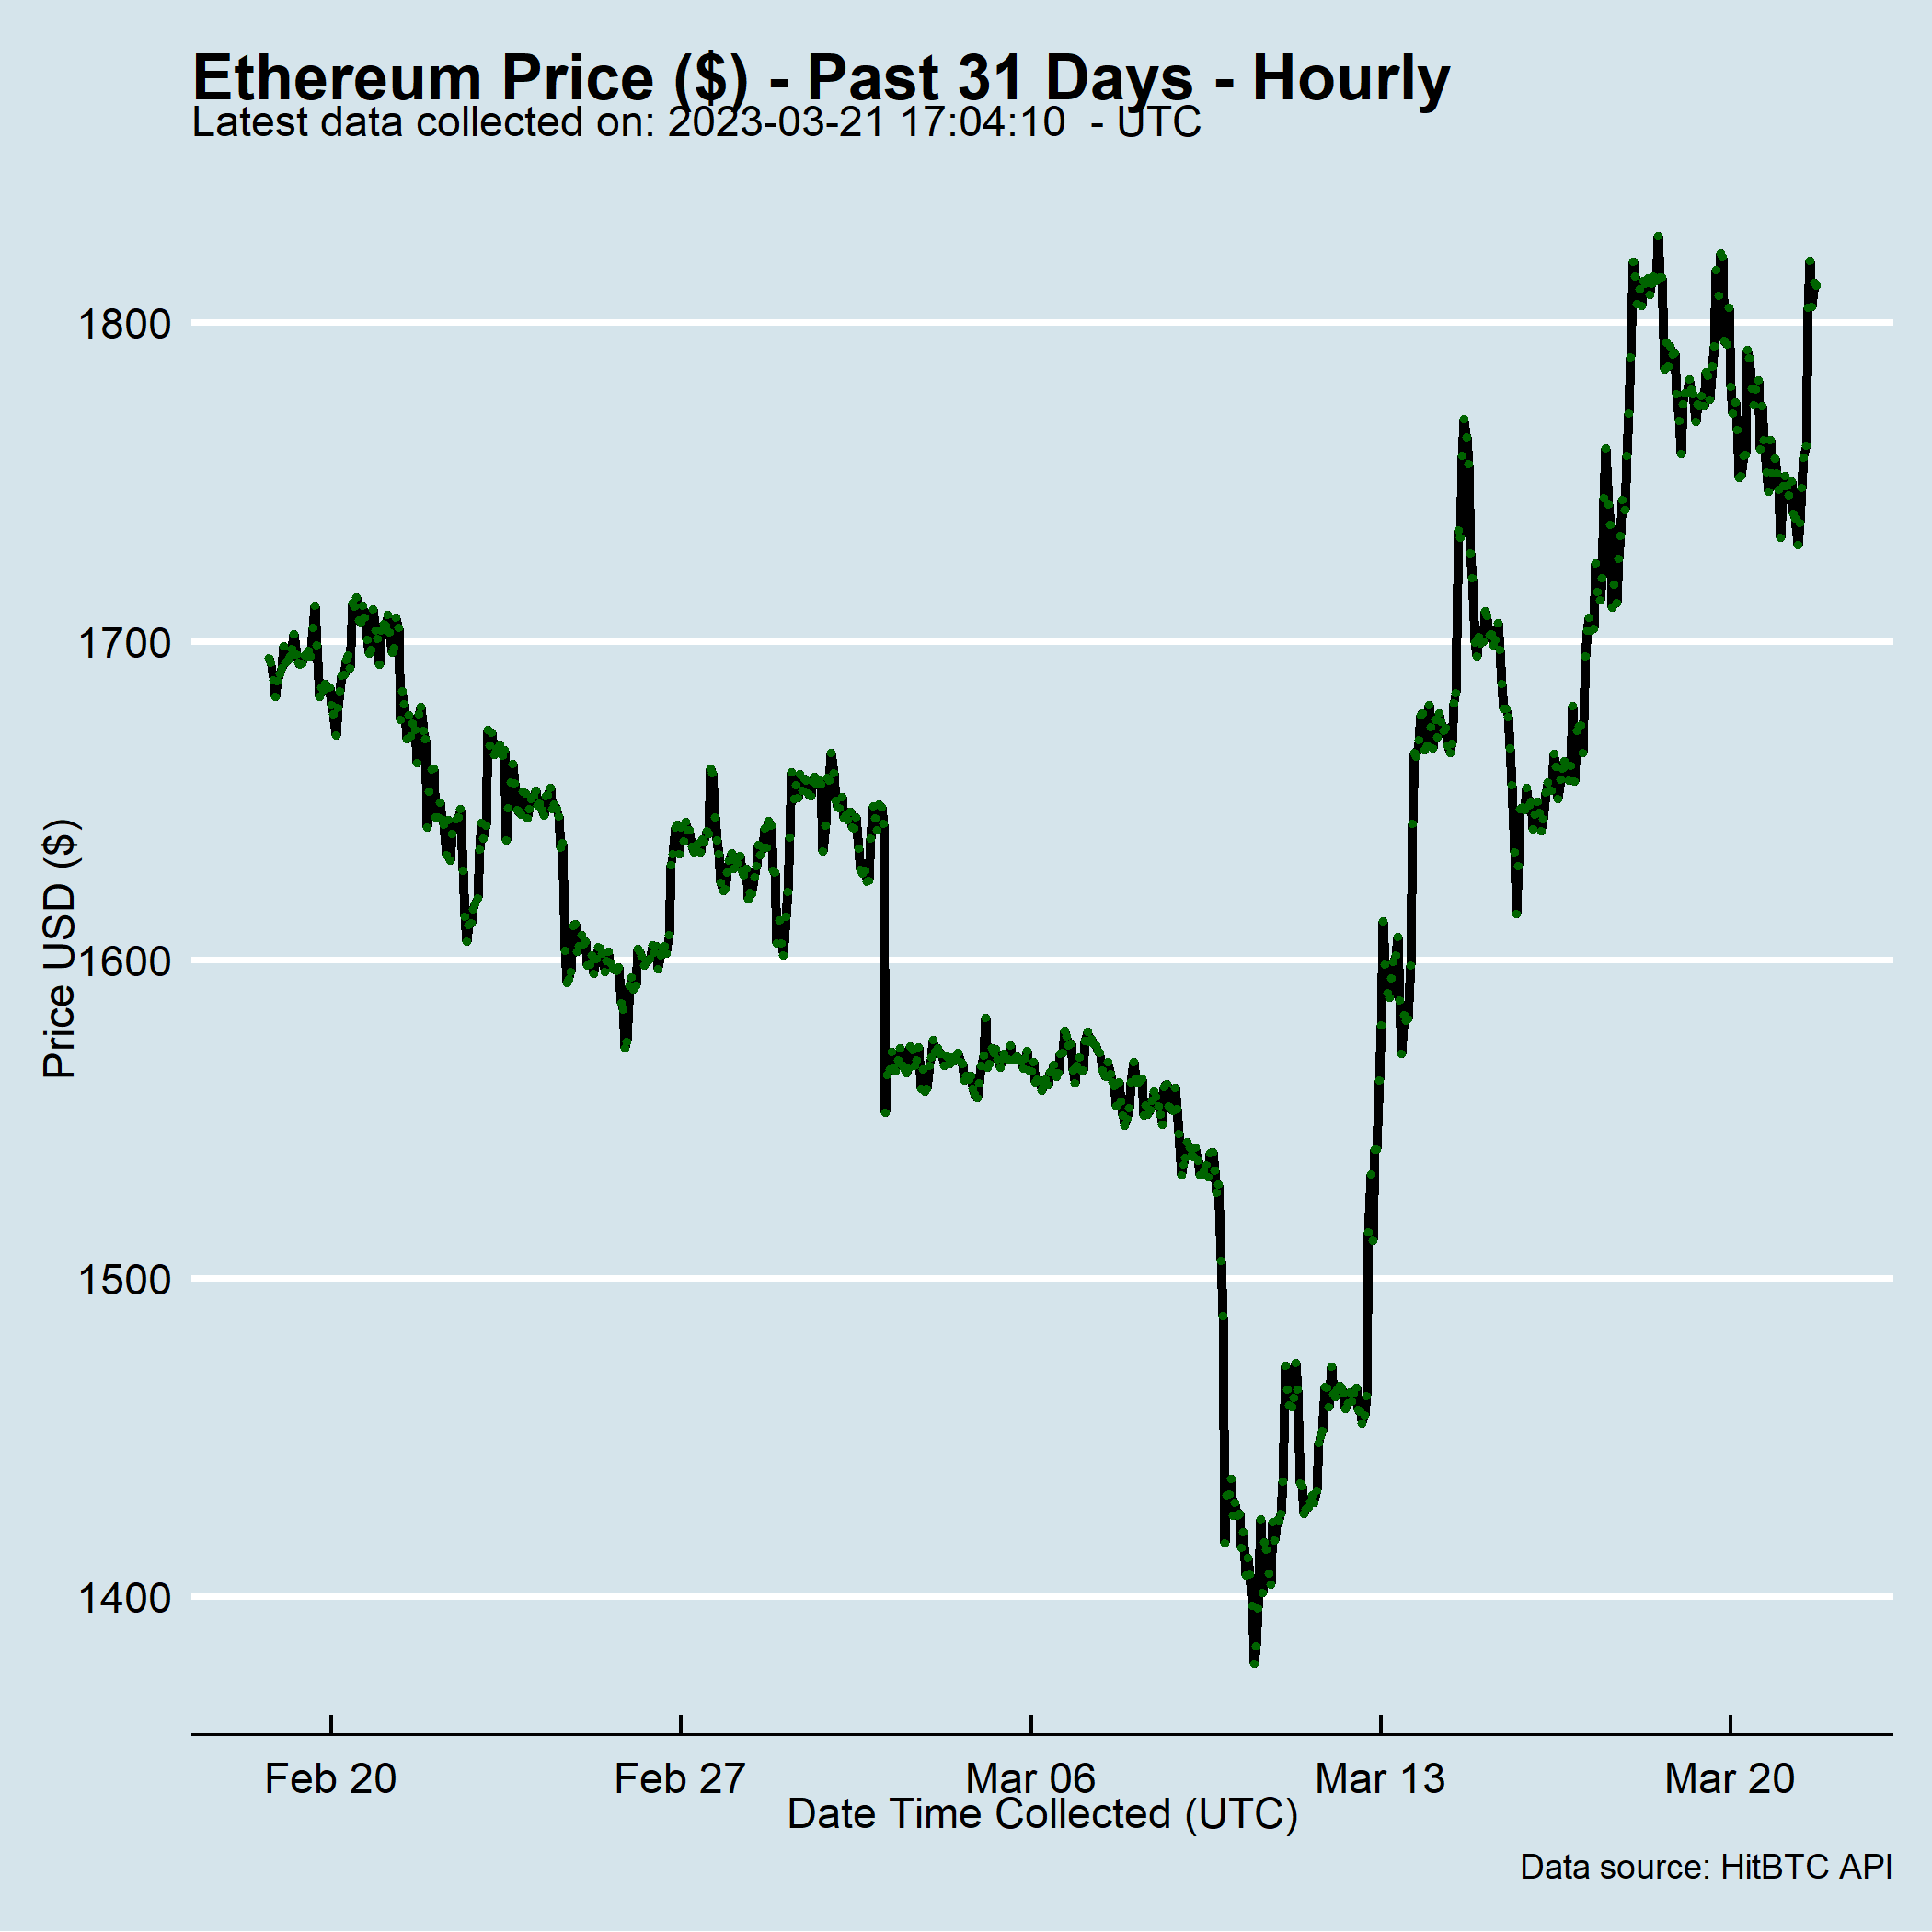 Ethereum Price ($) - Past 31 Days - Hourly
Latest data collected on: 2023-03-21 17:04:10  - UTC
Price USD ($)
1800
1700
1600
1500
1400
Feb 20
Feb 27
Mar 06
Mar 13
Mar 20
Date Time Collected (UTC)
Data source: HitBTC API